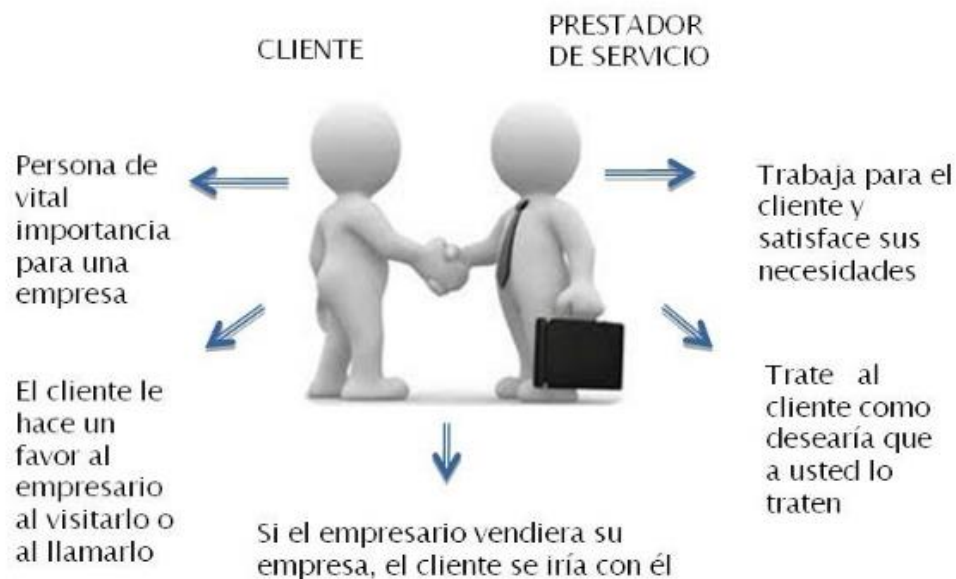 CLIENTE
PRESTADOR
DE SERVICIO
Persona de
vital
importancia
para una
empresa
Trabaja para el
cliente y
satisface sus
necesidades
El cliente le
hace un
favor al
empresario
al visitarlo o
al llamarlo
Trate al
cliente como
desearía que
a usted lo
traten
Si el empresario vendiera su
empresa, el cliente se iría con él